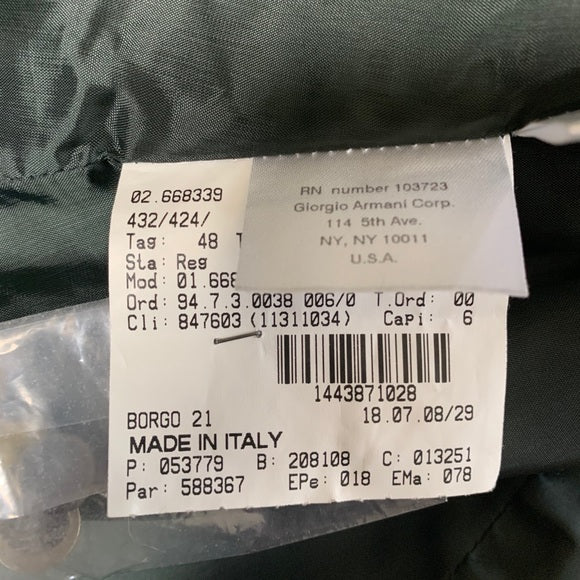 RN number 103723
Giorgio Armani Corp.
114 5th Ave.
NY, NY 10011
U.S.A.
02.668339
432/424/
Tag: 48
Sta: Reg
Mod: 01.668
Ord: 94.7.3.0038 006/0 T.Ord: 00
Cli: 847603 (11311034) Capi: 6
1443871028
BORGO 21 18.07.08/29
MADE IN ITALY
P: 053779 B: 208108 C: 013251
Par: 588367 EPe: 018 EMa: 078